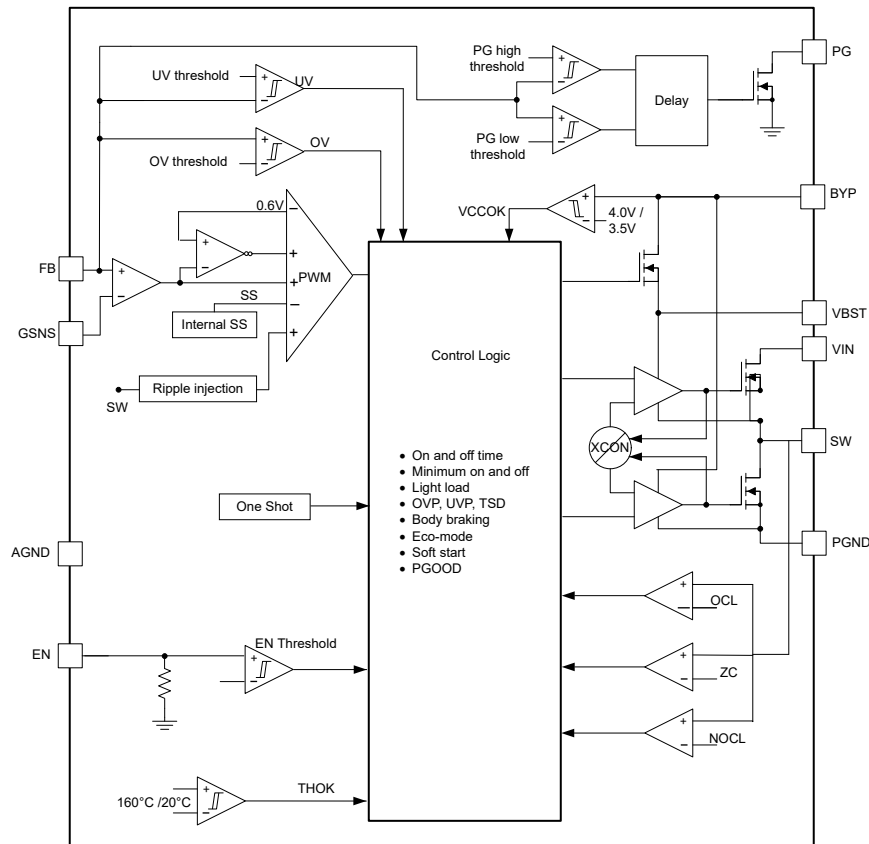 PG high
threshold
PG
UV threshold
+
UV
−
Delay
+
−
+
OV
−
OV threshold
+
−
PG low
threshold
BYP
VCCOK
+
−
4.0V /
3.5V
0.6V
−
+
−
+
FB
+
−
PWM
+
SS
−
Internal SS
+
GSNS
VBST
VIN
Control Logic
Ripple injection
SW
XCON
SW
• On and off time
• Minimum on and off
• Light load
• OVP, UVP, TSD
• Body braking
• Eco-mode
• Soft start
• PGOOD
One Shot
PGND
AGND
+
−
OCL
EN
EN Threshold
+
−
+
−
ZC
+
−
NOCL
THOK
+
−
160°C /20°C